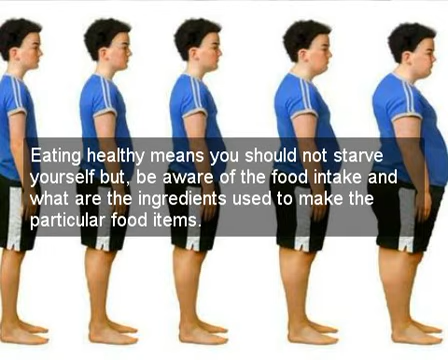 Eating healthy means you should not starve
yourself but, be aware of the food intake and
what are the ingredients used to make the
particular food items.